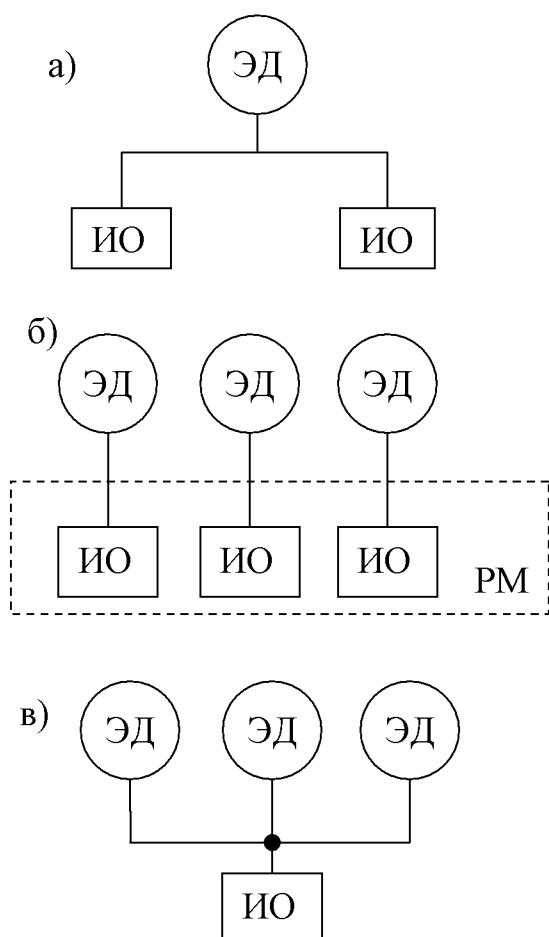 ЭД
а)
ИО ИО
б)
ЭД ЭД ЭД
ИО ИО ИО
РМ
в)
ЭД ЭД ЭД
ИО